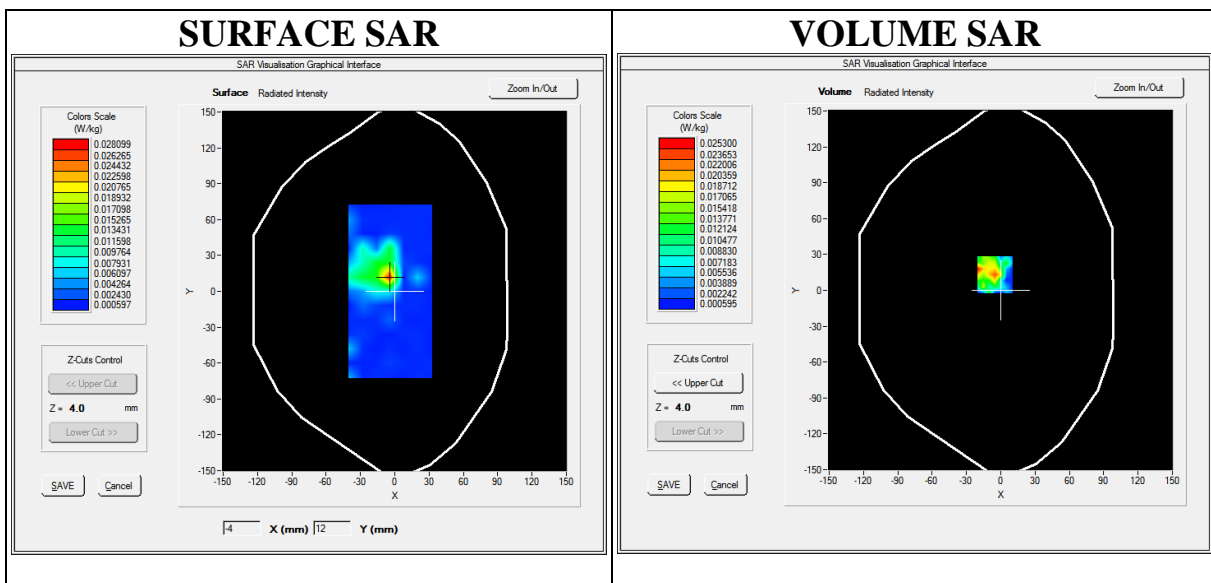 SURFACE SAR
SAR Visualisation Graphical Interface
Surface Radiated Intensity
Zoom In/Out
Colors Scale
(W/kg)
0.028099
0.026265
0.024432
0.022598
0.020765
0.018932
0.017098
0.015265
0.013431
0.011598
0.009764
0.007931
0.006097
0.004264
0.002430
0.000597
Z-Cuts Control
<< Upper Cut
Z = 4.0 mm
Lower Cut >>
SAVE Cancel
150
120
90
60
30
0
-30
-60
-90
-120
-150
Y
-150 -120 -90 -60 -30 0 30 60 90 120 150
X
-4 X (mm) 12 Y (mm)
VOLUME SAR
SAR Visualisation Graphical Interface
Volume Radiated Intensity
Zoom In/Out
Colors Scale
(W/kg)
0.025300
0.023653
0.022006
0.020359
0.018712
0.017065
0.015418
0.013771
0.012124
0.010477
0.008830
0.007183
0.005536
0.003889
0.002242
0.000595
Z-Cuts Control
<< Upper Cut
Z = 4.0 mm
Lower Cut >>
SAVE Cancel
150
120
90
60
30
0
-30
-60
-90
-120
-150
Y
-150 -120 -90 -60 -30 0 30 60 90 120 150
X